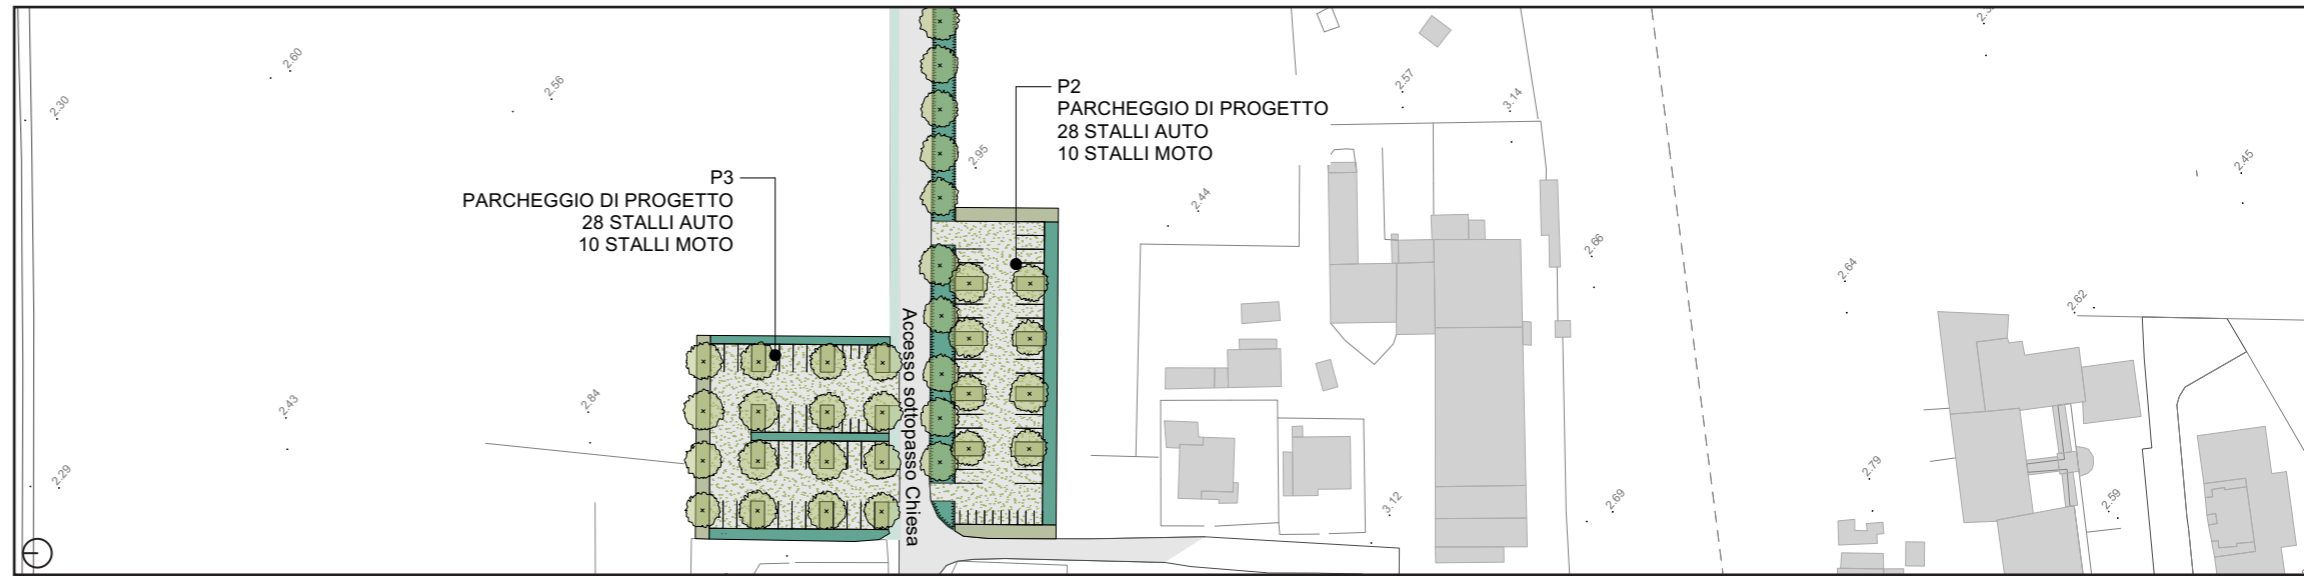 2.60
2.56
2.30
2.95
P2
PARCHEGGIO DI PROGETTO
28 STALLI AUTO
10 STALLI MOTO
2.57
3.14
2.45
P3
PARCHEGGIO DI PROGETTO
28 STALLI AUTO
10 STALLI MOTO
2.44
2.66
2.64
2.62
Accesso sottopasso Chiesa
2.43
2.84
2.29
3.12
2.69
2.79
2.59